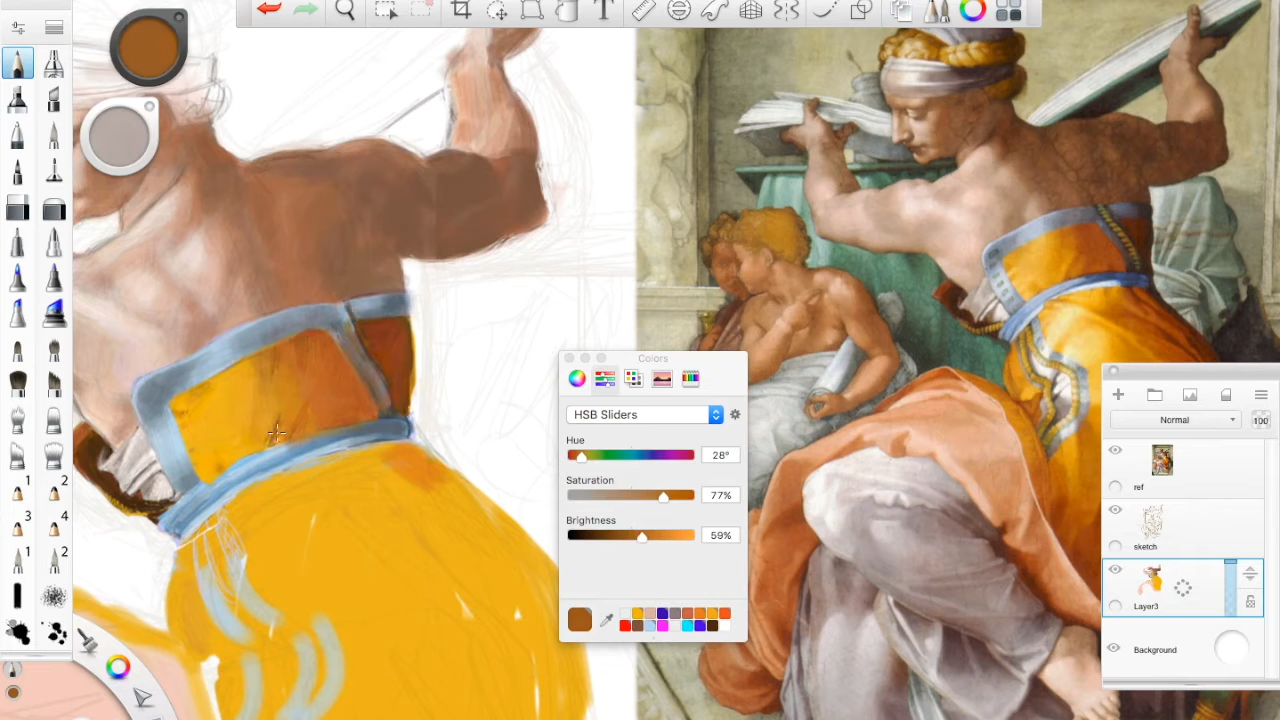 T
Colors
HSB Sliders
Hue
28°
Saturation
77%
Brightness
59%
Normal
100
ref
sketch
Layer3
Background
1
2
3
4
1
2